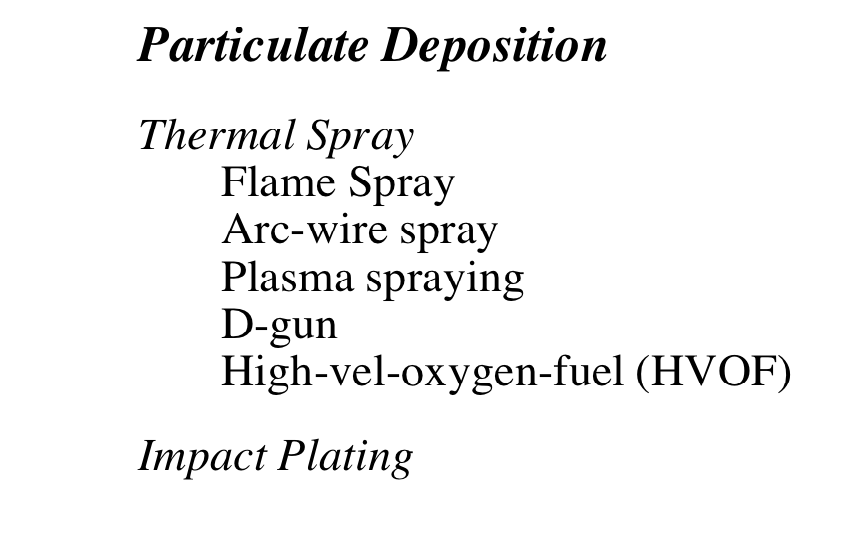 Particulate Deposition
Thermal Spray
Flame Spray
Arc-wire spray
Plasma spraying
D-gun
High-vel-oxygen-fuel (HVOF)
Impact Plating